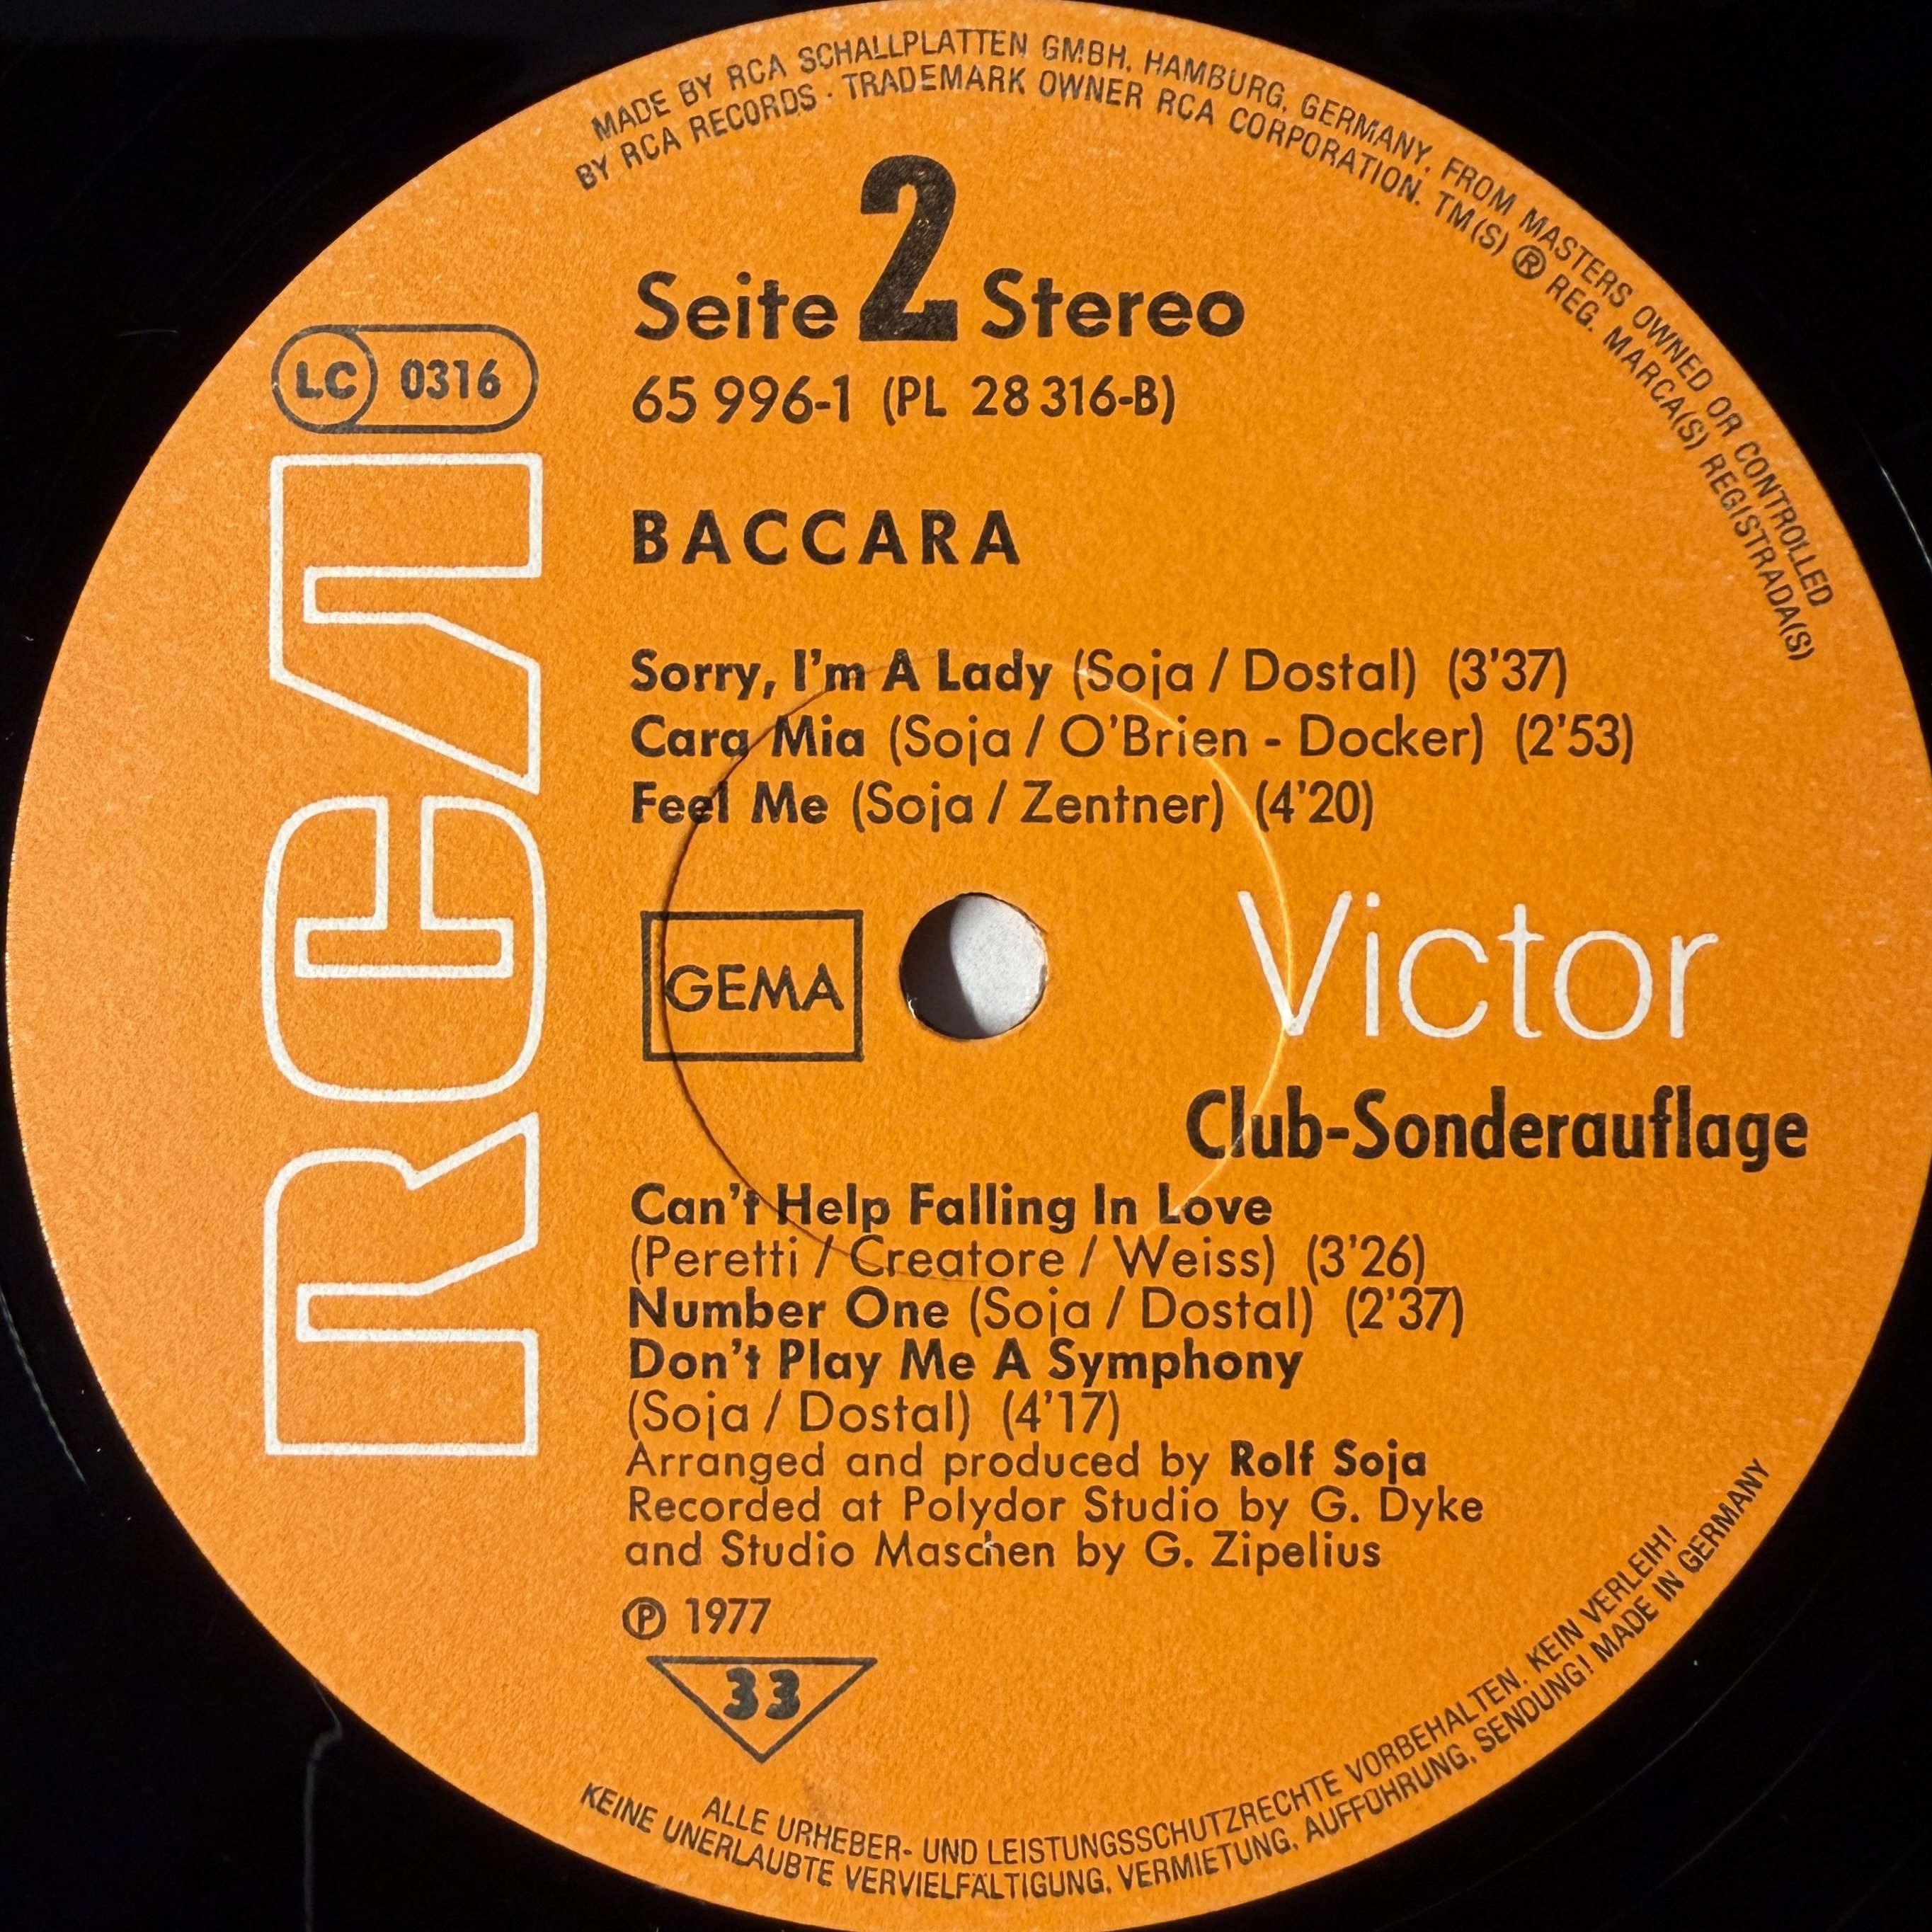 MADE BY RCA SCHALLPLATTEN GMBH, HAMBURG, GERMANY, FROM MASTERS OWNED OR CONTROLLED
BY RCA RECORDS · TRADEMARK OWNER RCA CORPORATION. TM(S) ® REG. MARCA(S) REGISTRADA(S)
Seite 2 Stereo
LC 0316
65 996-1 (PL 28 316-B)
RCA
BACCARA
Sorry, I'm A Lady (Soja / Dostal) (3'37)
Cara Mia (Soja / O'Brien - Docker) (2'53)
Feel Me (Soja / Zentner) (4'20)
GEMA
Victor
Club-Sonderauflage
Can't Help Falling In Love
(Peretti / Creatore / Weiss) (3'26)
Number One (Soja / Dostal) (2'37)
Don't Play Me A Symphony
(Soja / Dostal) (4'17)
Arranged and produced by Rolf Soja
Recorded at Polydor Studio by G. Dyke
and Studio Maschen by G. Zipelius
℗ 1977
33
ALLE URHEBER- UND LEISTUNGSSCHUTZRECHTE VORBEHALTEN. KEIN VERLEIH!
KEINE UNERLAUBTE VERVIELFÄLTIGUNG, VERMIETUNG, AUFFÜHRUNG, SENDUNG! MADE IN GERMANY